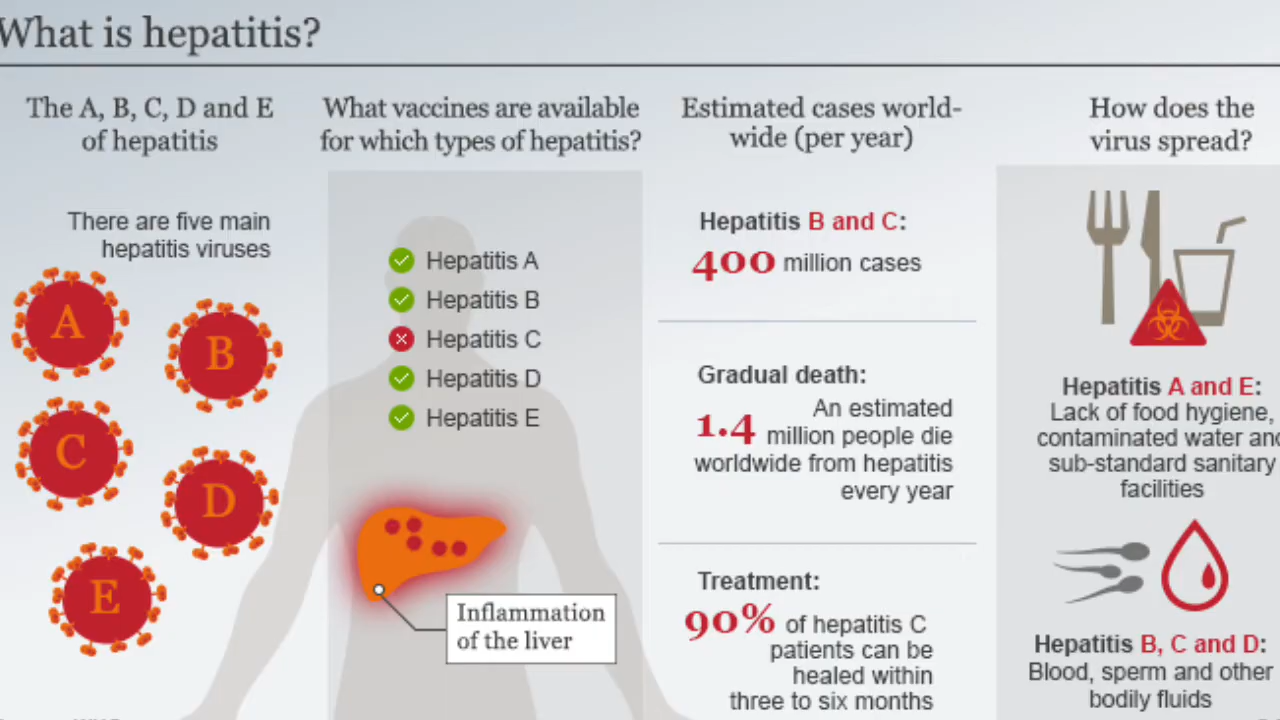 What is hepatitis?
The A, B, C, D and E
of hepatitis
There are five main
hepatitis viruses
A
B
C
D
E
What vaccines are available
for which types of hepatitis?
Hepatitis A
Hepatitis B
Hepatitis C
Hepatitis D
Hepatitis E
Inflammation
of the liver
Estimated cases world-
wide (per year)
Hepatitis B and C:
400 million cases
Gradual death:
An estimated
1.4 million people die
worldwide from hepatitis
every year
Treatment:
90% of hepatitis C
patients can be
healed within
three to six months
How does the
virus spread?
Hepatitis A and E:
Lack of food hygiene,
contaminated water and
sub-standard sanitary
facilities
Hepatitis B, C and D:
Blood, sperm and other
bodily fluids